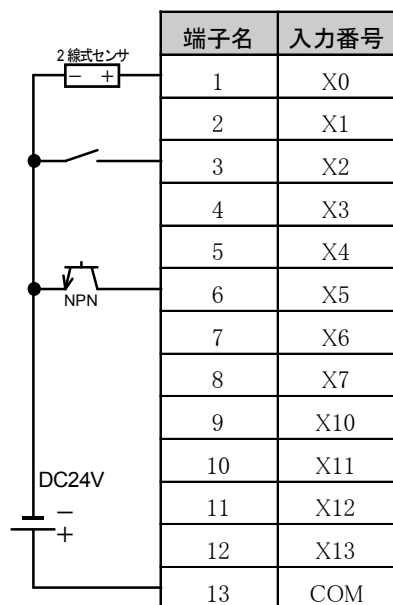 端子名 入力番号
2線式センサ
− +
1 X0
2 X1
3 X2
4 X3
5 X4
6 X5
NPN
7 X6
8 X7
9 X10
10 X11
DC24V
11 X12
−
+
12 X13
13 COM